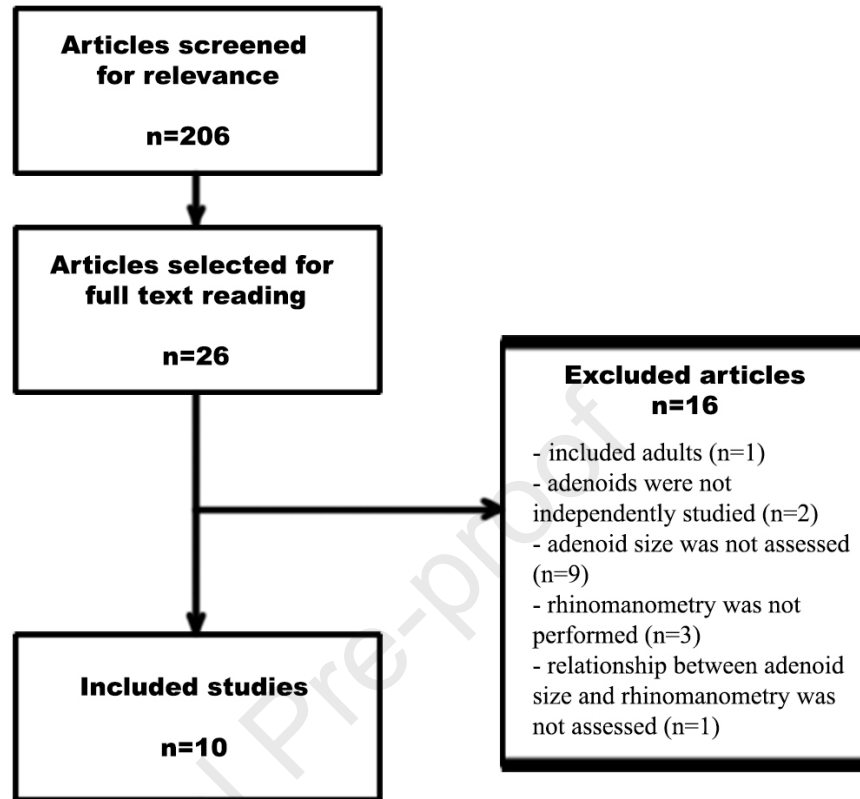 Articles screened
for relevance
n=206
Articles selected for
full text reading
n=26
Excluded articles
n=16
- included adults (n=1)
- adenoids were not
independently studied (n=2)
- adenoid size was not assessed
(n=9)
- rhinomanometry was not
performed (n=3)
- relationship between adenoid
size and rhinomanometry was
not assessed (n=1)
Included studies
n=10
Pre-proof